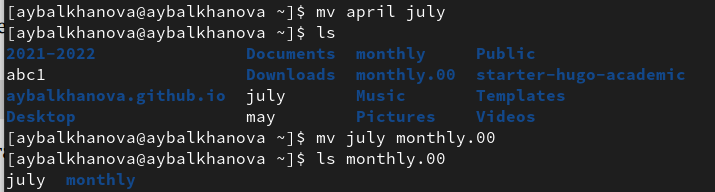 [aybalkhanova@aybalkhanova ~]$ mv april july
[aybalkhanova@aybalkhanova ~]$ ls
2021-2022 Documents monthly Public
abc1 Downloads monthly.00 starter-hugo-academic
aybalkhanova.github.io july Music Templates
Desktop may Pictures Videos
[aybalkhanova@aybalkhanova ~]$ mv july monthly.00
[aybalkhanova@aybalkhanova ~]$ ls monthly.00
july monthly